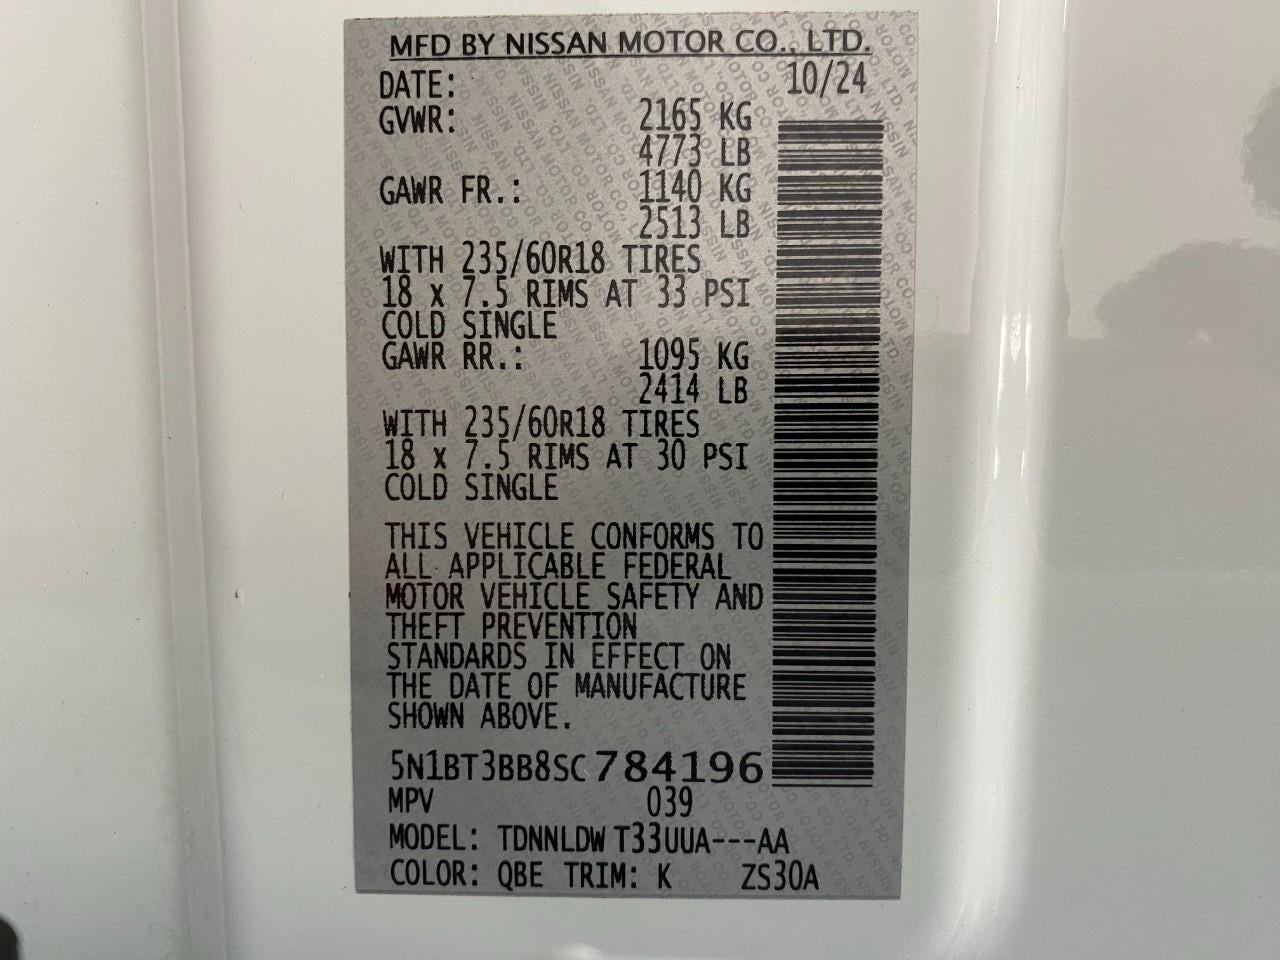 MFD BY NISSAN MOTOR CO., LTD.
DATE: 10/24
GVWR: 2165 KG
4773 LB
GAWR FR.: 1140 KG
2513 LB
WITH 235/60R18 TIRES
18 x 7.5 RIMS AT 33 PSI
COLD SINGLE
GAWR RR.: 1095 KG
2414 LB
WITH 235/60R18 TIRES
18 x 7.5 RIMS AT 30 PSI
COLD SINGLE
THIS VEHICLE CONFORMS TO
ALL APPLICABLE FEDERAL
MOTOR VEHICLE SAFETY AND
THEFT PREVENTION
STANDARDS IN EFFECT ON
THE DATE OF MANUFACTURE
SHOWN ABOVE.
5N1BT3BB8SC784196
MPV 039
MODEL: TDNNLDW T33UUA---AA
COLOR: QBE TRIM: K ZS30A